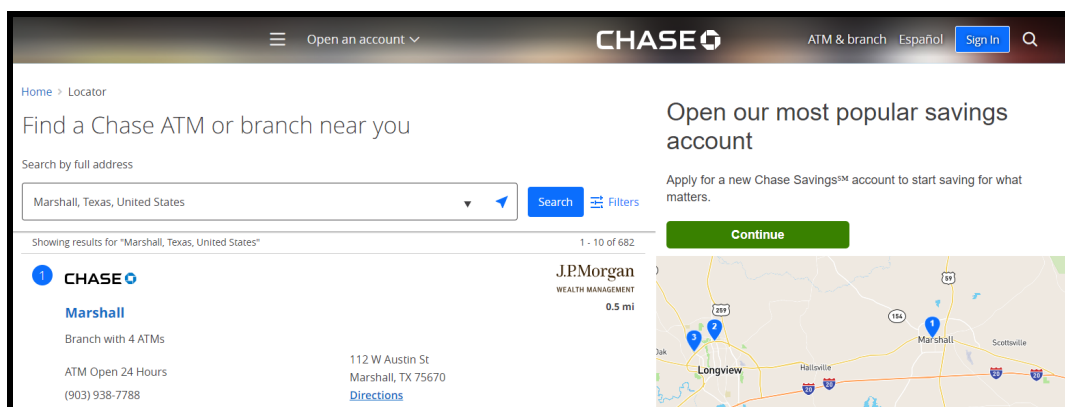 Open an account
CHASE
ATM & branch Español Sign In
Home > Locator
Find a Chase ATM or branch near you
Search by full address
Marshall, Texas, United States
Search Filters
Showing results for "Marshall, Texas, United States" 1 - 10 of 682
1 CHASE
J.P.Morgan
WEALTH MANAGEMENT
0.5 mi
Marshall
Branch with 4 ATMs
ATM Open 24 Hours
(903) 938-7788
112 W Austin St
Marshall, TX 75670
Directions
Open our most popular savings
account
Apply for a new Chase Savings℠ account to start saving for what
matters.
Continue
59
259
154
1
2
3
Marshall
Scottsville
Longview
Hallsville
20
20
20
20